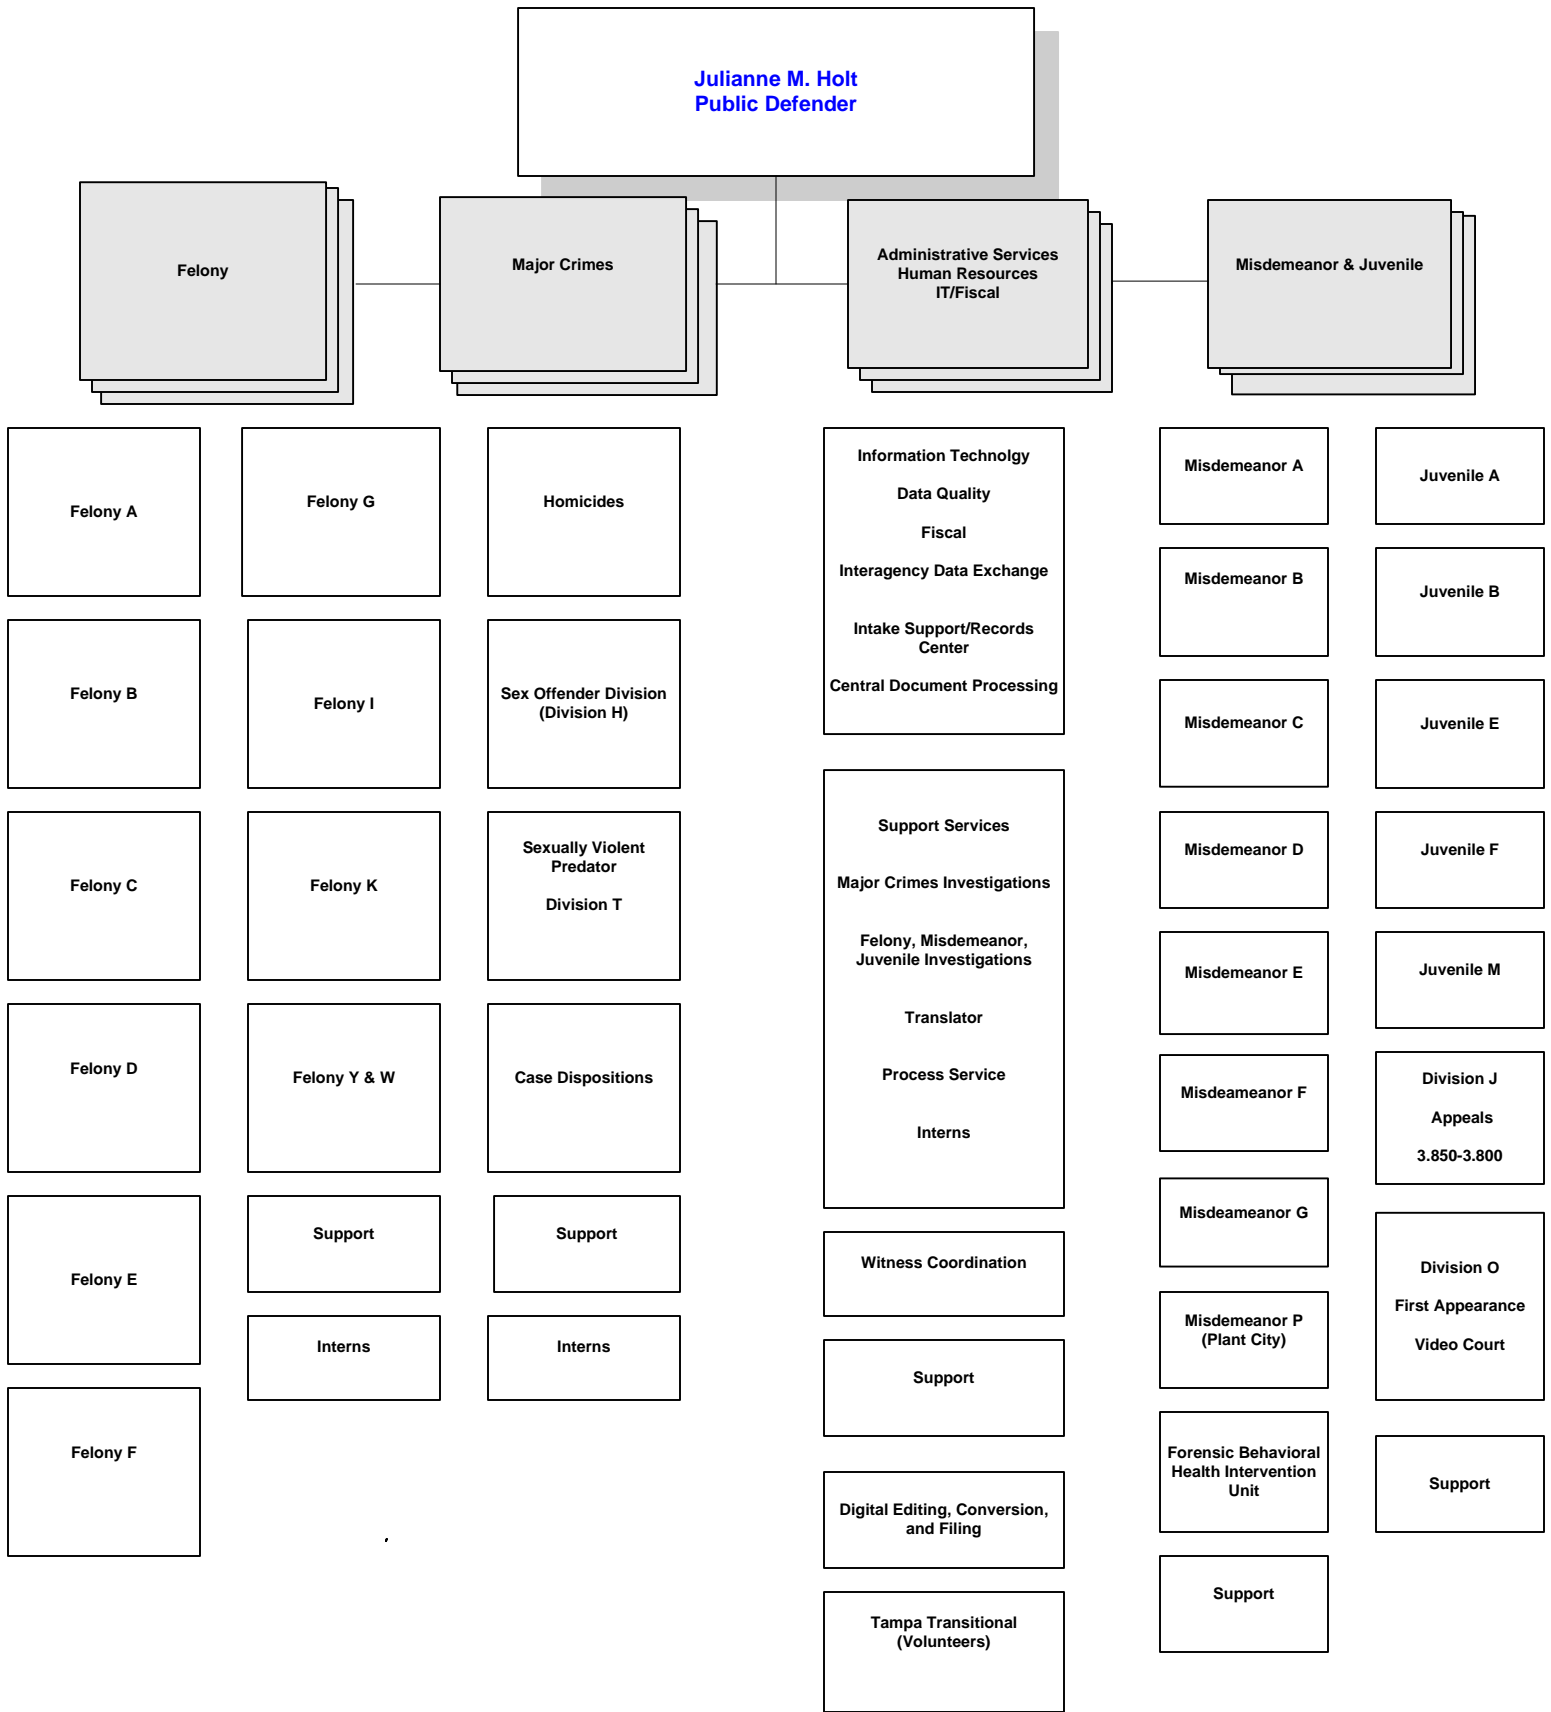 Julianne M. Holt
Public Defender
Felony
Major Crimes
Administrative Services
Human Resources
IT/Fiscal
Misdemeanor & Juvenile
Felony A
Felony B
Felony C
Felony D
Felony E
Felony F
Felony G
Felony I
Felony K
Felony Y & W
Support
Interns
Homicides
Sex Offender Division
(Division H)
Sexually Violent
Predator
Division T
Case Dispositions
Support
Interns
Information Technolgy
Data Quality
Fiscal
Interagency Data Exchange
Intake Support/Records
Center
Central Document Processing
Support Services
Major Crimes Investigations
Felony, Misdemeanor,
Juvenile Investigations
Translator
Process Service
Interns
Witness Coordination
Support
Digital Editing, Conversion,
and Filing
Tampa Transitional
(Volunteers)
Misdemeanor A
Misdemeanor B
Misdemeanor C
Misdemeanor D
Misdemeanor E
Misdeameanor F
Misdeameanor G
Misdemeanor P
(Plant City)
Forensic Behavioral
Health Intervention
Unit
Support
Juvenile A
Juvenile B
Juvenile E
Juvenile F
Juvenile M
Division J
Appeals
3.850-3.800
Division O
First Appearance
Video Court
Support